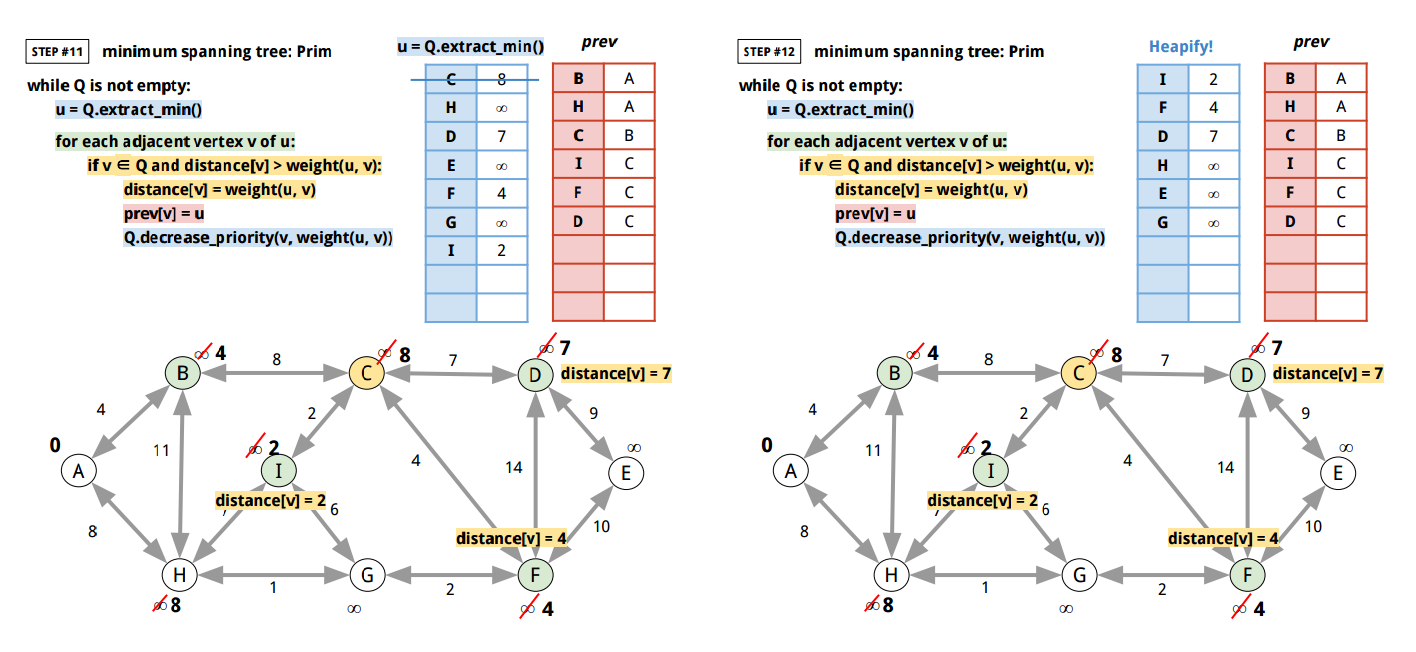 STEP #11 minimum spanning tree: Prim
while Q is not empty:
u = Q.extract_min()
for each adjacent vertex v of u:
if v ∈ Q and distance[v] > weight(u, v):
distance[v] = weight(u, v)
prev[v] = u
Q.decrease_priority(v, weight(u, v))
u = Q.extract_min()
C 8
H ∞
D 7
E ∞
F 4
G ∞
I 2
prev
B A
H A
C B
I C
F C
D C
∞ 4
∞ 8
∞ 7
B 8 C 7 D
distance[v] = 7
4
2
9
0
11
∞ 2
4
14
∞
A
I
E
distance[v] = 2
7
6
8
distance[v] = 4
10
H
1
G
2
F
∞ 8
∞
∞ 4
STEP #12 minimum spanning tree: Prim
while Q is not empty:
u = Q.extract_min()
for each adjacent vertex v of u:
if v ∈ Q and distance[v] > weight(u, v):
distance[v] = weight(u, v)
prev[v] = u
Q.decrease_priority(v, weight(u, v))
Heapify!
I 2
F 4
D 7
H ∞
E ∞
G ∞
prev
B A
H A
C B
I C
F C
D C
∞ 4
∞ 8
∞ 7
B 8 C 7 D
distance[v] = 7
4
2
9
0
11
∞ 2
4
14
∞
A
I
E
distance[v] = 2
7
6
8
distance[v] = 4
10
H
1
G
2
F
∞ 8
∞
∞ 4